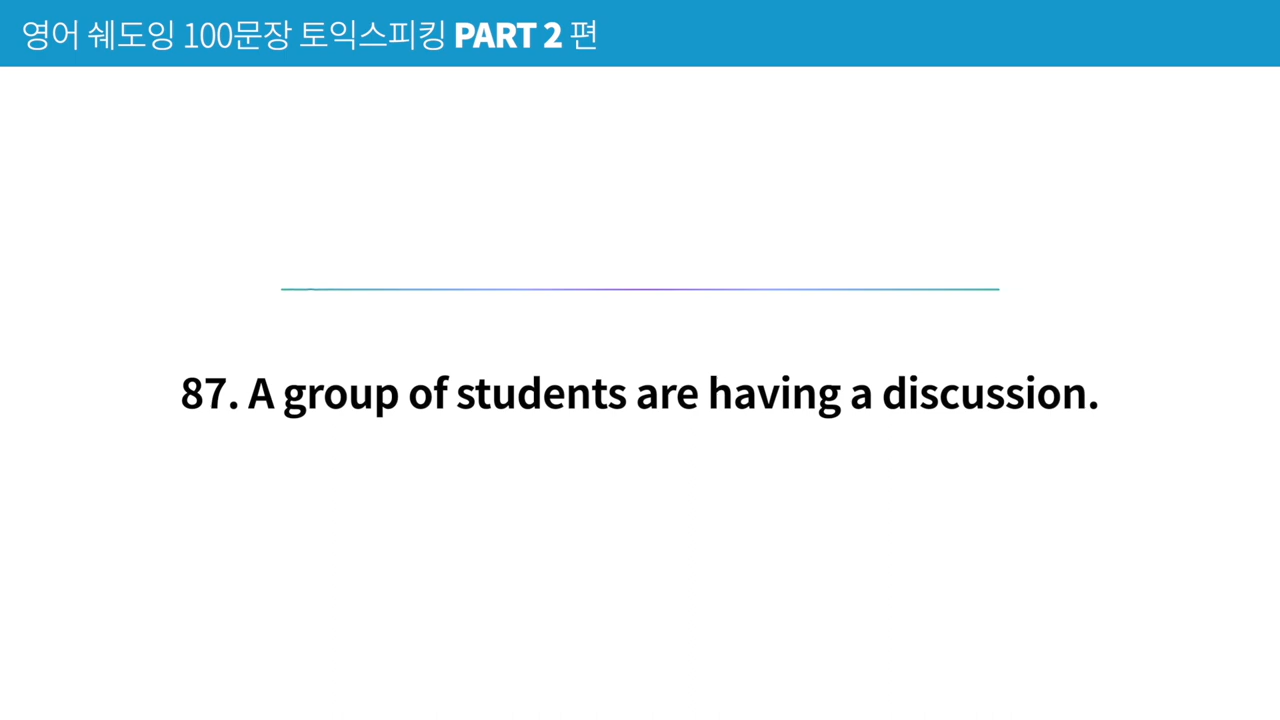 영어 쉐도잉 100문장 토익스피킹 PART 2 편
87. A group of students are having a discussion.